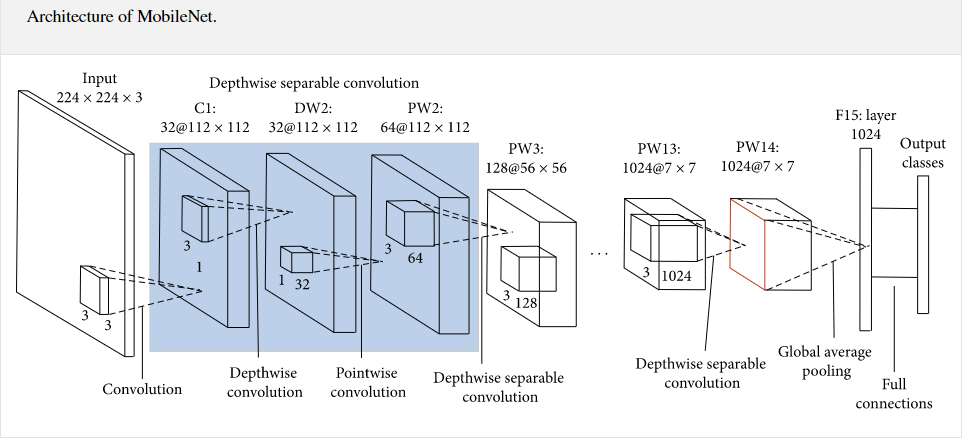 Architecture of MobileNet.
Input
224 × 224 × 3
Depthwise separable convolution
C1:
32@112 × 112
DW2:
32@112 × 112
PW2:
64@112 × 112
PW3:
128@56 × 56
PW13:
1024@7 × 7
PW14:
1024@7 × 7
F15: layer
1024
Output
classes
3
3
3
1
1
32
3
64
3
128
...
3
1024
Convolution
Depthwise
convolution
Pointwise
convolution
Depthwise separable
convolution
Depthwise separable
convolution
Global average
pooling
Full
connections